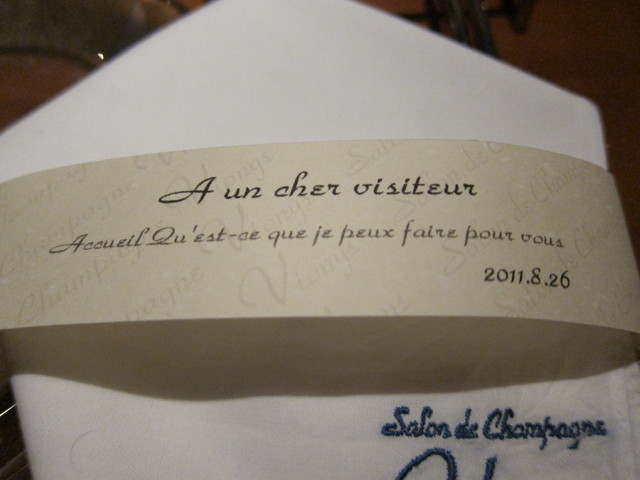 A un cher visiteur
Accueil Qu'est-ce que je peux faire pour vous
2011.8.26
Salon de Champagne